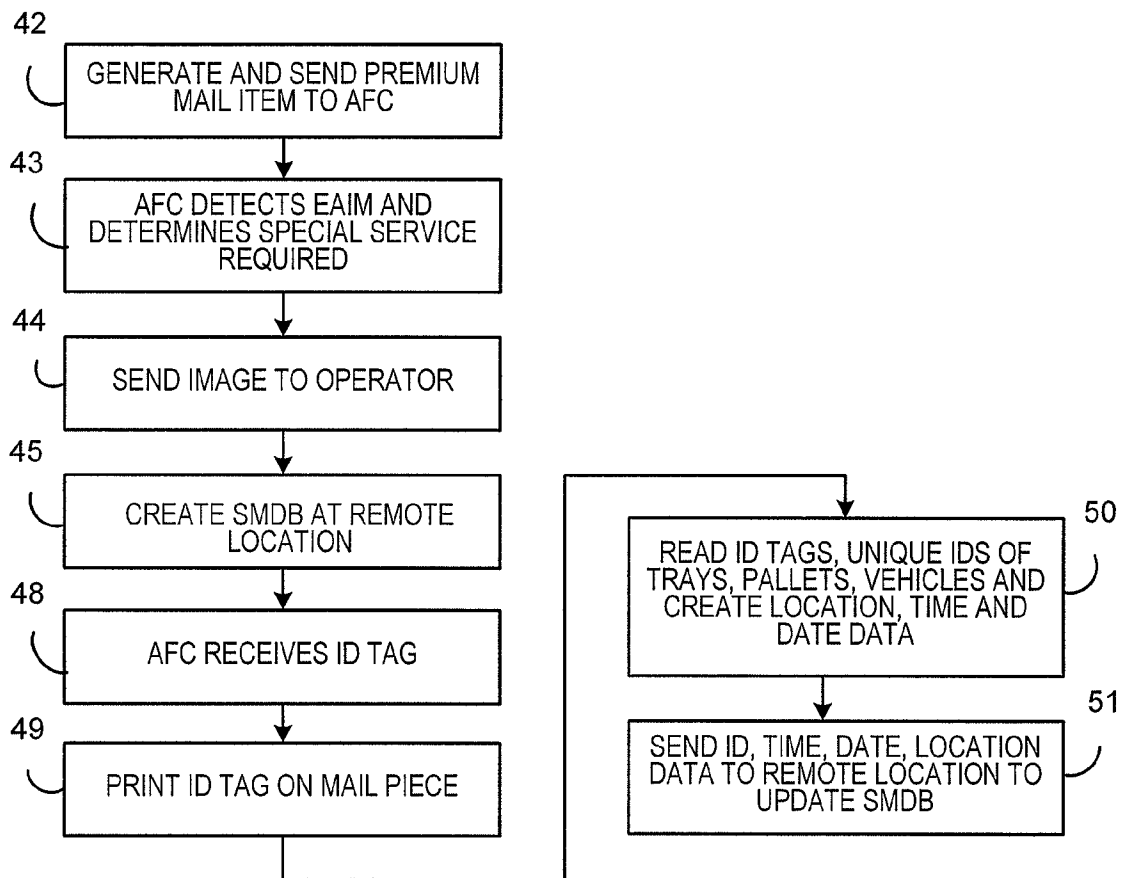 42
GENERATE AND SEND PREMIUM
MAIL ITEM TO AFC
43
AFC DETECTS EAIM AND
DETERMINES SPECIAL SERVICE
REQUIRED
44
SEND IMAGE TO OPERATOR
45
CREATE SMDB AT REMOTE
LOCATION
48
AFC RECEIVES ID TAG
49
PRINT ID TAG ON MAIL PIECE
50
READ ID TAGS, UNIQUE IDS OF
TRAYS, PALLETS, VEHICLES AND
CREATE LOCATION, TIME AND
DATE DATA
51
SEND ID, TIME, DATE, LOCATION
DATA TO REMOTE LOCATION TO
UPDATE SMDB